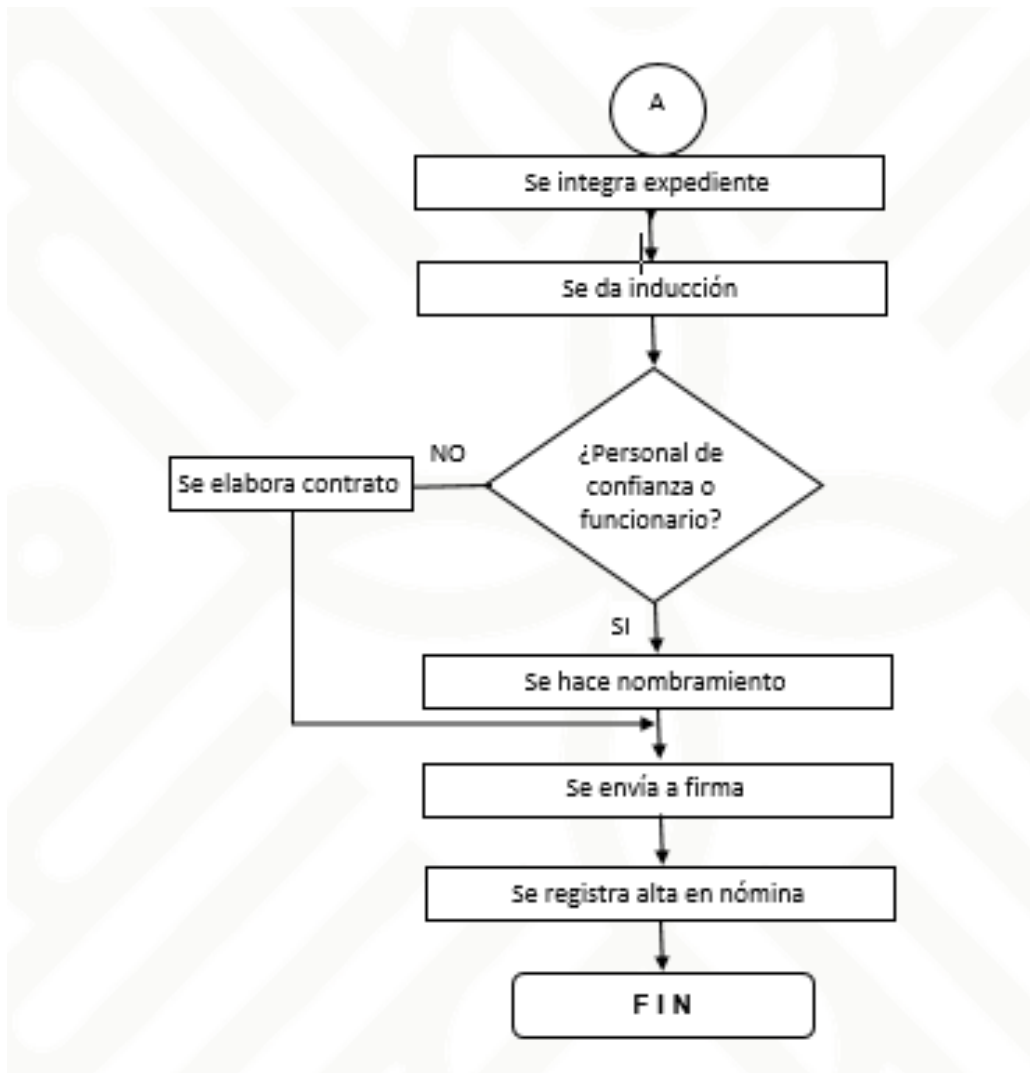 A
Se integra expediente
Se da inducción
¿Personal de
confianza o
funcionario?
NO
Se elabora contrato
SI
Se hace nombramiento
Se envía a firma
Se registra alta en nómina
F I N